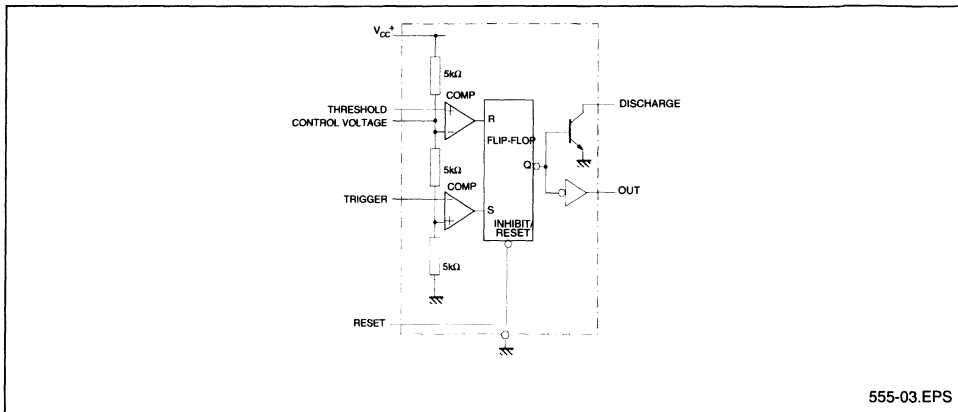 VCC+
5kΩ
COMP
THRESHOLD
CONTROL VOLTAGE
+
−
R
FLIP-FLOP
DISCHARGE
Q
5kΩ
COMP
TRIGGER
−
+
S
OUT
INHIBIT/
RESET
5kΩ
RESET
555-03.EPS